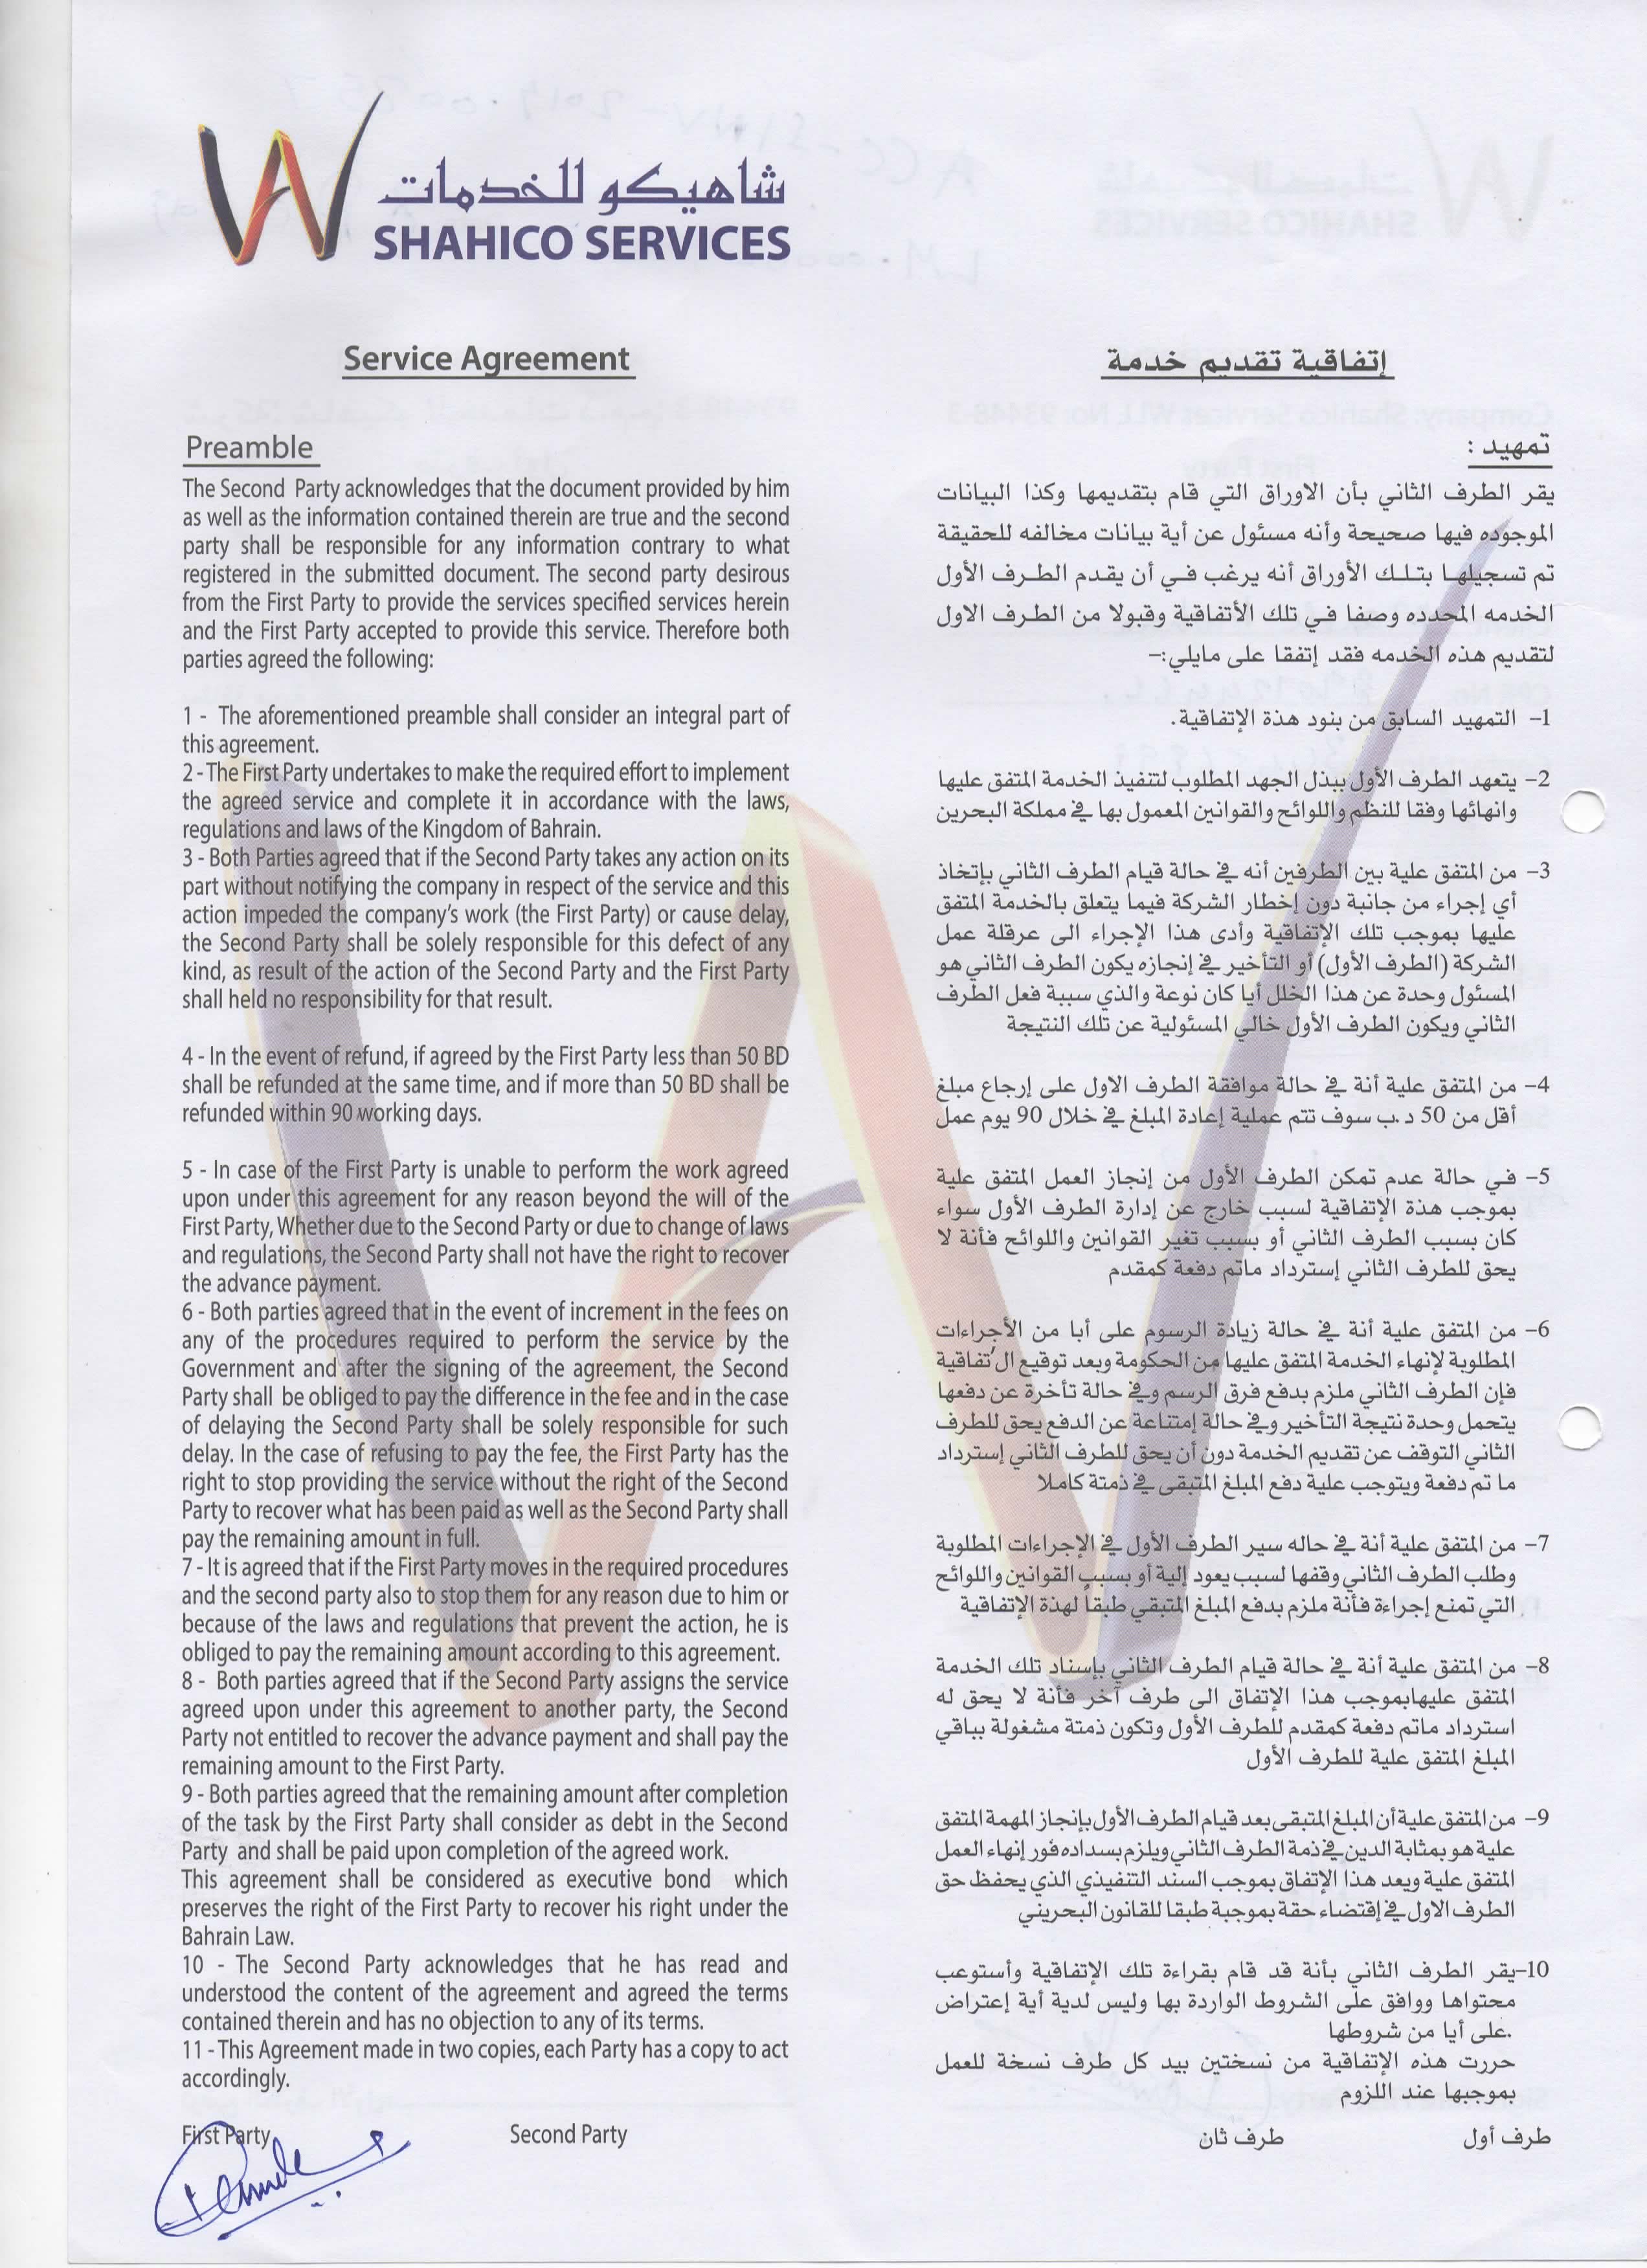 شاهيكو للخدمات
SHAHICO SERVICES
Service Agreement
Preamble
The Second Party acknowledges that the document provided by him
as well as the information contained therein are true and the second
party shall be responsible for any information contrary to what
registered in the submitted document. The second party desirous
from the First Party to provide the services specified services herein
and the First Party accepted to provide this service. Therefore both
parties agreed the following:
1 - The aforementioned preamble shall consider an integral part of
this agreement.
2 - The First Party undertakes to make the required effort to implement
the agreed service and complete it in accordance with the laws,
regulations and laws of the Kingdom of Bahrain.
3 - Both Parties agreed that if the Second Party takes any action on its
part without notifying the company in respect of the service and this
action impeded the company's work (the First Party) or cause delay,
the Second Party shall be solely responsible for this defect of any
kind, as result of the action of the Second Party and the First Party
shall held no responsibility for that result.
4 - In the event of refund, if agreed by the First Party less than 50 BD
shall be refunded at the same time, and if more than 50 BD shall be
refunded within 90 working days.
5 - In case of the First Party is unable to perform the work agreed
upon under this agreement for any reason beyond the will of the
First Party, Whether due to the Second Party or due to change of laws
and regulations, the Second Party shall not have the right to recover
the advance payment.
6 - Both parties agreed that in the event of increment in the fees on
any of the procedures required to perform the service by the
Government and after the signing of the agreement, the Second
Party shall be obliged to pay the difference in the fee and in the case
of delaying the Second Party shall be solely responsible for such
delay. In the case of refusing to pay the fee, the First Party has the
right to stop providing the service without the right of the Second
Party to recover what has been paid as well as the Second Party shall
pay the remaining amount in full.
7 - It is agreed that if the First Party moves in the required procedures
and the second party also to stop them for any reason due to him or
because of the laws and regulations that prevent the action, he is
obliged to pay the remaining amount according to this agreement.
8 - Both parties agreed that if the Second Party assigns the service
agreed upon under this agreement to another party, the Second
Party not entitled to recover the advance payment and shall pay the
remaining amount to the First Party.
9 - Both parties agreed that the remaining amount after completion
of the task by the First Party shall consider as debt in the Second
Party and shall be paid upon completion of the agreed work.
This agreement shall be considered as executive bond which
preserves the right of the First Party to recover his right under the
Bahrain Law.
10 - The Second Party acknowledges that he has read and
understood the content of the agreement and agreed the terms
contained therein and has no objection to any of its terms.
11 - This Agreement made in two copies, each Party has a copy to act
accordingly.
First Party
Second Party
إتفاقية تقديم خدمة
تمهيد :
يقر الطرف الثاني بأن الاوراق التي قام بتقديمها وكذا البيانات
الموجوده فيها صحيحة وأنه مسئول عن أية بيانات مخالفه للحقيقة
تم تسجيلها بتلك الأوراق أنه يرغب في أن يقدم الطرف الأول
الخدمه المحدده وصفا في تلك الأتفاقية وقبولا من الطرف الاول
لتقديم هذه الخدمه فقد إتفقا على مايلي:-
1- التمهيد السابق من بنود هذة الإتفاقية.
2- يتعهد الطرف الأول ببذل الجهد المطلوب لتنفيذ الخدمة المتفق عليها
وانهائها وفقا للنظم واللوائح والقوانين المعمول بها في مملكة البحرين
3- من المتفق علية بين الطرفين أنه في حالة قيام الطرف الثاني بإتخاذ
أي إجراء من جانبة دون إخطار الشركة فيما يتعلق بالخدمة المتفق
عليها بموجب تلك الإتفاقية وأدى هذا الإجراء الى عرقلة عمل
الشركة (الطرف الأول) أو التأخير في إنجازه يكون الطرف الثاني هو
المسئول وحدة عن هذا الخلل أيا كان نوعة والذي سببة فعل الطرف
الثاني ويكون الطرف الأول خالي المسئولية عن تلك النتيجة
4- من المتفق علية أنة في حالة موافقة الطرف الاول على إرجاع مبلغ
أقل من 50 د.ب سوف تتم عملية إعادة المبلغ في خلال 90 يوم عمل
5- في حالة عدم تمكن الطرف الأول من إنجاز العمل المتفق علية
بموجب هذة الإتفاقية لسبب خارج عن إدارة الطرف الأول سواء
كان بسبب الطرف الثاني أو بسبب تغير القوانين واللوائح فأنة لا
يحق للطرف الثاني إسترداد ماتم دفعة كمقدم
6- من المتفق علية أنة في حالة زيادة الرسوم على أبا من الأجراءات
المطلوبة لإنهاء الخدمة المتفق عليها من الحكومة وبعد توقيع ال'تفاقية
فإن الطرف الثاني ملزم بدفع فرق الرسم وفي حالة تأخرة عن دفعها
يتحمل وحدة نتيجة التأخير وفي حالة إمتناعة عن الدفع يحق للطرف
الثاني التوقف عن تقديم الخدمة دون أن يحق للطرف الثاني إسترداد
ما تم دفعة ويتوجب علية دفع المبلغ المتبقى في ذمتة كاملا
7- من المتفق علية أنة في حاله سير الطرف الأول في الإجراءات المطلوبة
وطلب الطرف الثاني وقفها لسبب يعود إلية أو بسبب القوانين واللوائح
التي تمنع إجراءة فأنة ملزم بدفع المبلغ المتبقي طبقاً لهذة الإتفاقية
8- من المتفق علية أنة في حالة قيام الطرف الثاني بإسناد تلك الخدمة
المتفق عليهابموجب هذا الإتفاق الى طرف آخر فأنة لا يحق له
استرداد ماتم دفعة كمقدم للطرف الأول وتكون ذمتة مشغولة بباقي
المبلغ المتفق علية للطرف الأول
9- من المتفق علية أن المبلغ المتبقى بعد قيام الطرف الأول بإنجاز المهمة المتفق
علية هو بمثابة الدين في ذمة الطرف الثاني ويلزم بسداده فور إنهاء العمل
المتفق علية ويعد هذا الإتفاق بموجب السند التنفيذي الذي يحفظ حق
الطرف الاول في إقتضاء حقة بموجبة طبقا للقانون البحريني
10-يقر الطرف الثاني بأنة قد قام بقراءة تلك الإتفاقية وأستوعب
محتواها ووافق على الشروط الواردة بها وليس لدية أية إعتراض
.على أيا من شروطها
حررت هذه الإتفاقية من نسختين بيد كل طرف نسخة للعمل
بموجبها عند اللزوم
طرف أول
طرف ثان